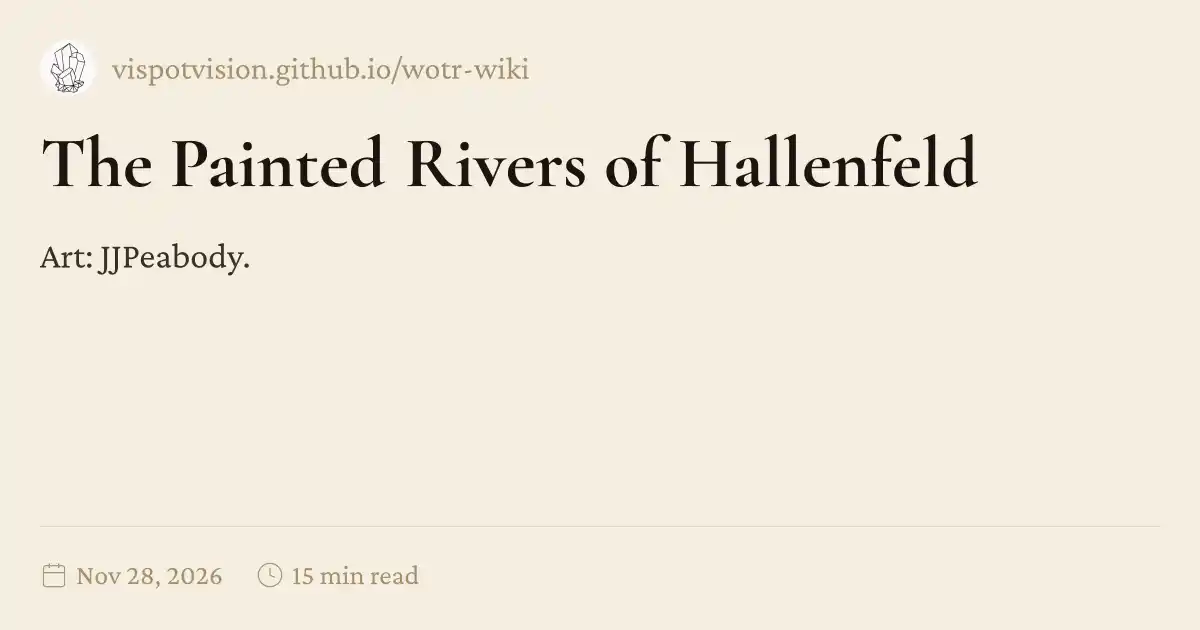 vispotvision.github.io/wotr-wiki
The Painted Rivers of Hallenfeld
Art: JJPeabody.
Nov 28, 2026
15 min read